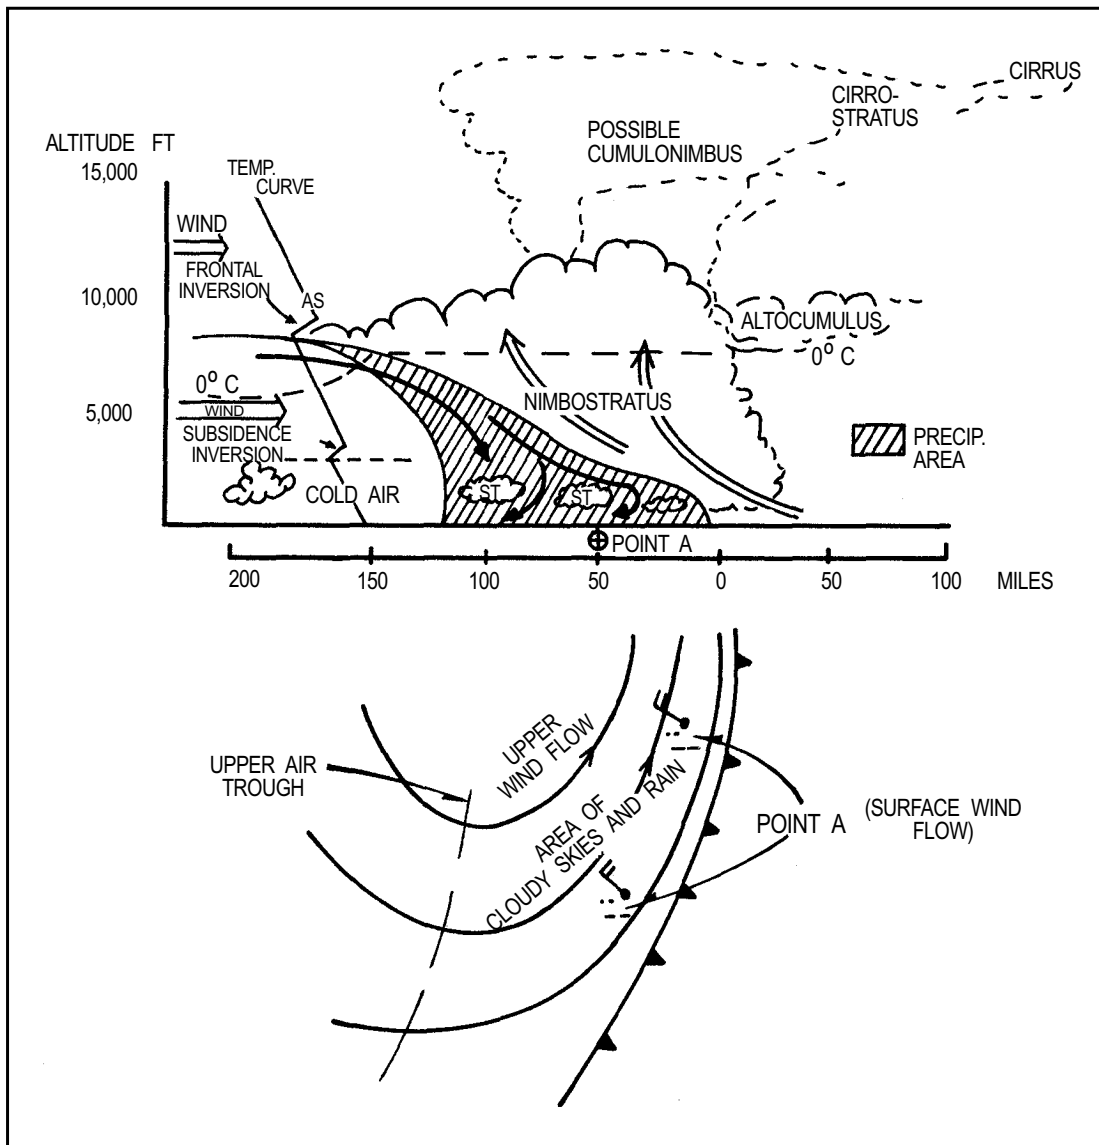 CIRRUS
CIRRO-
STRATUS
POSSIBLE
CUMULONIMBUS
ALTITUDE FT
15,000
TEMP.
CURVE
WIND
FRONTAL
INVERSION
AS
10,000
ALTOCUMULUS
0° C
0° C
5,000
WIND
NIMBOSTRATUS
SUBSIDENCE
INVERSION
PRECIP.
AREA
COLD AIR
ST
ST
POINT A
200
150
100
50
0
50
100
MILES
UPPER
WIND FLOW
UPPER AIR
TROUGH
AREA OF
CLOUDY SKIES AND RAIN
POINT A
(SURFACE WIND
FLOW)